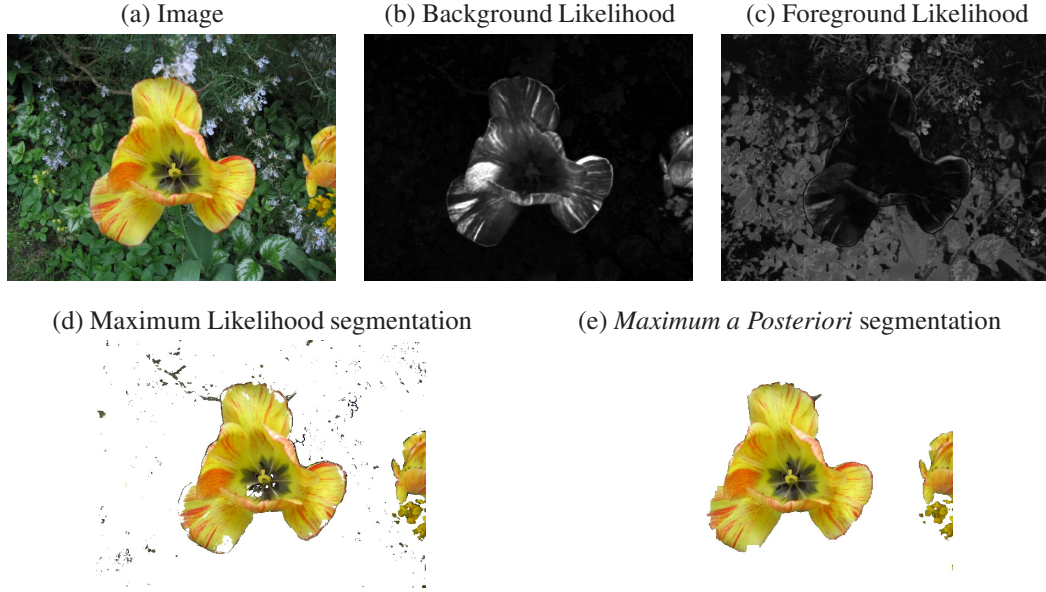 (a) Image
(b) Background Likelihood
(c) Foreground Likelihood
(d) Maximum Likelihood segmentation
(e) Maximum a Posteriori segmentation